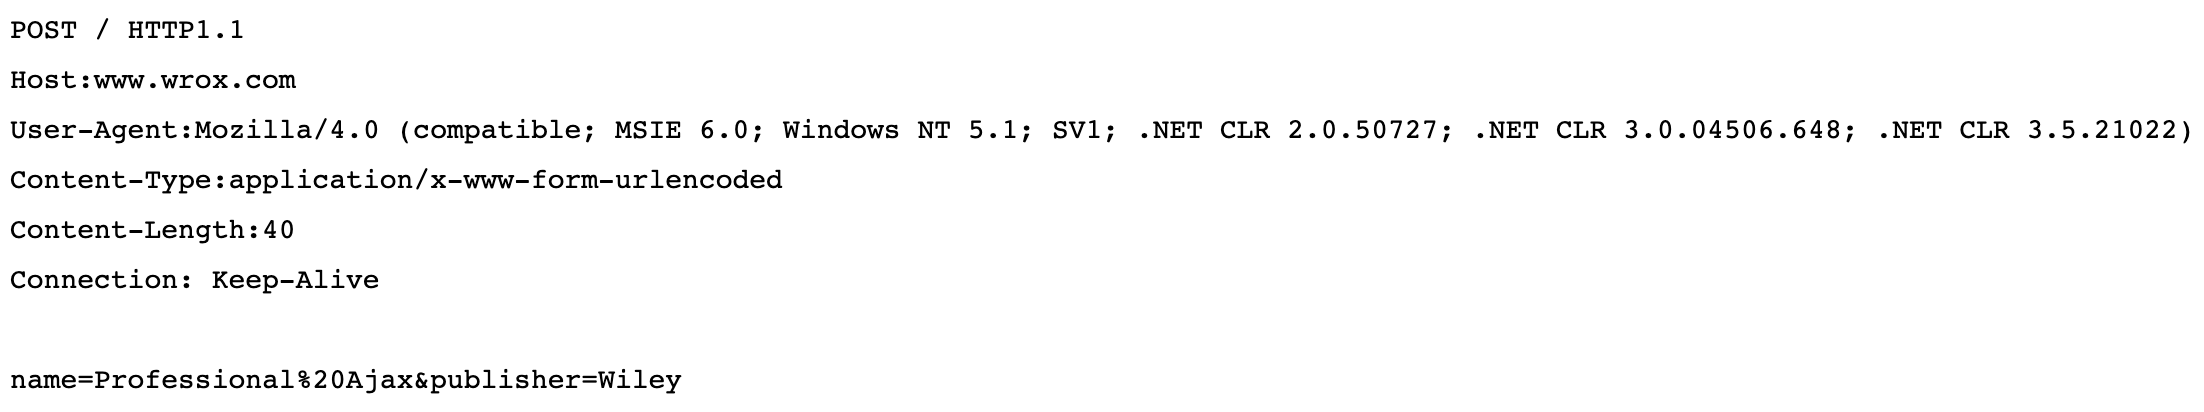 POST / HTTP1.1
Host:www.wrox.com
User-Agent:Mozilla/4.0 (compatible; MSIE 6.0; Windows NT 5.1; SV1; .NET CLR 2.0.50727; .NET CLR 3.0.04506.648; .NET CLR 3.5.21022)
Content-Type:application/x-www-form-urlencoded
Content-Length:40
Connection: Keep-Alive
name=Professional%20Ajax&publisher=Wiley